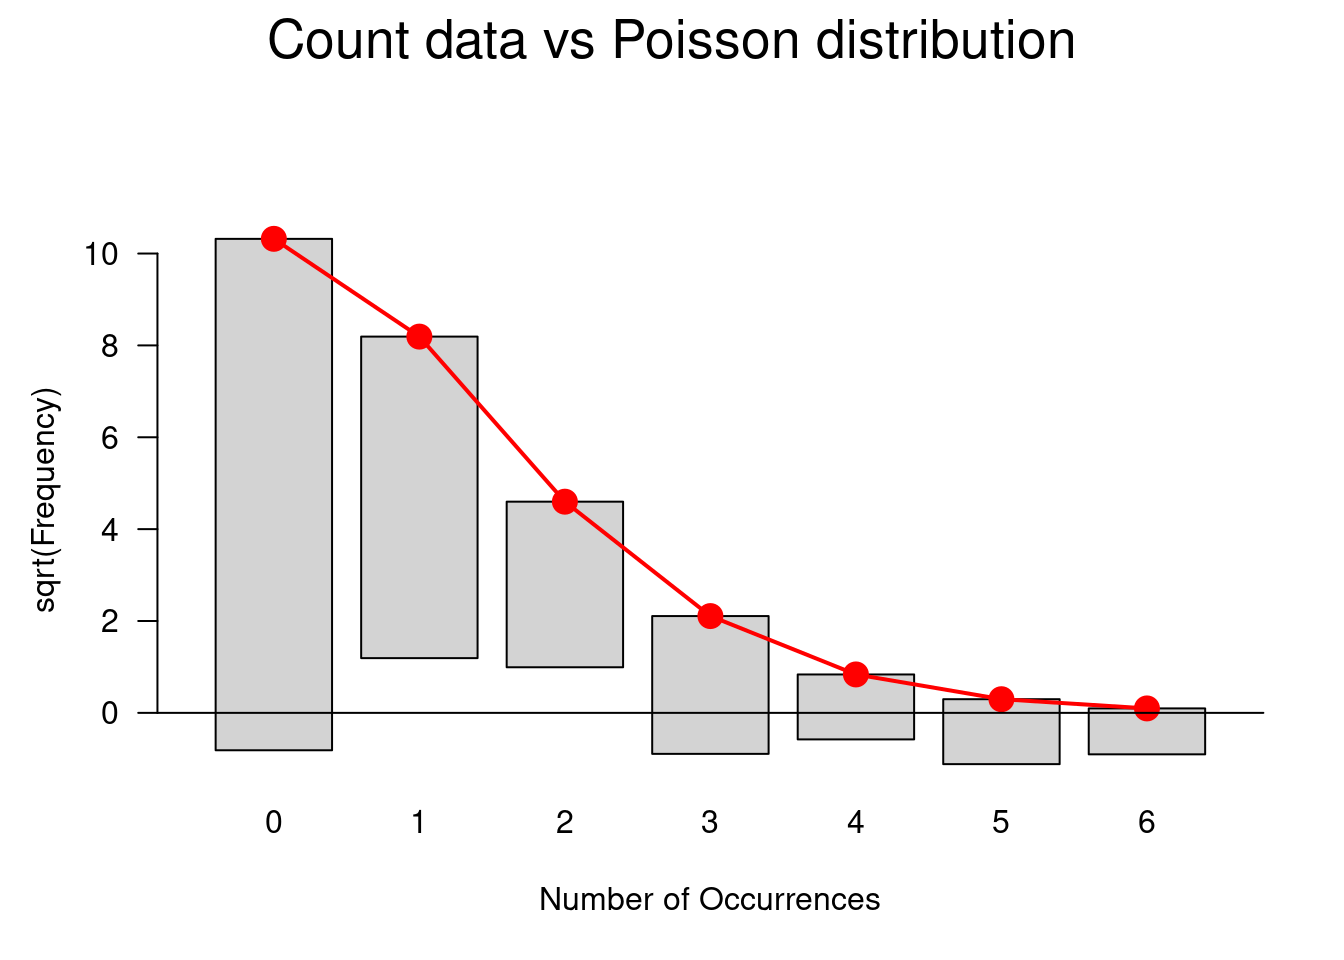 Count data vs Poisson distribution
sqrt(Frequency)
10
8
6
4
2
0
0 1 2 3 4 5 6
Number of Occurrences